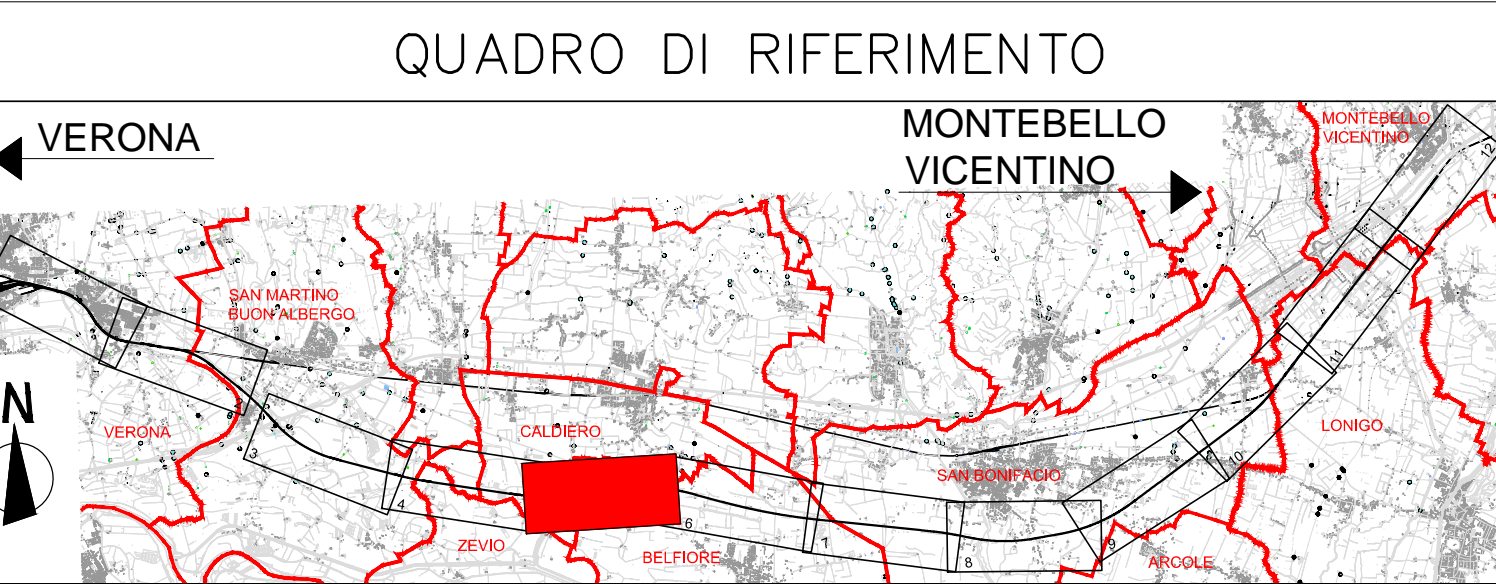 QUADRO DI RIFERIMENTO
VERONA
MONTEBELLO
VICENTINO
MONTEBELLO
VICENTINO
12
SAN MARTINO
BUON ALBERGO
11
N
VERONA
CALDIERO
LONIGO
3
10
SAN BONIFACIO
4
6
7
9
ZEVIO
BELFIORE
8
ARCOLE